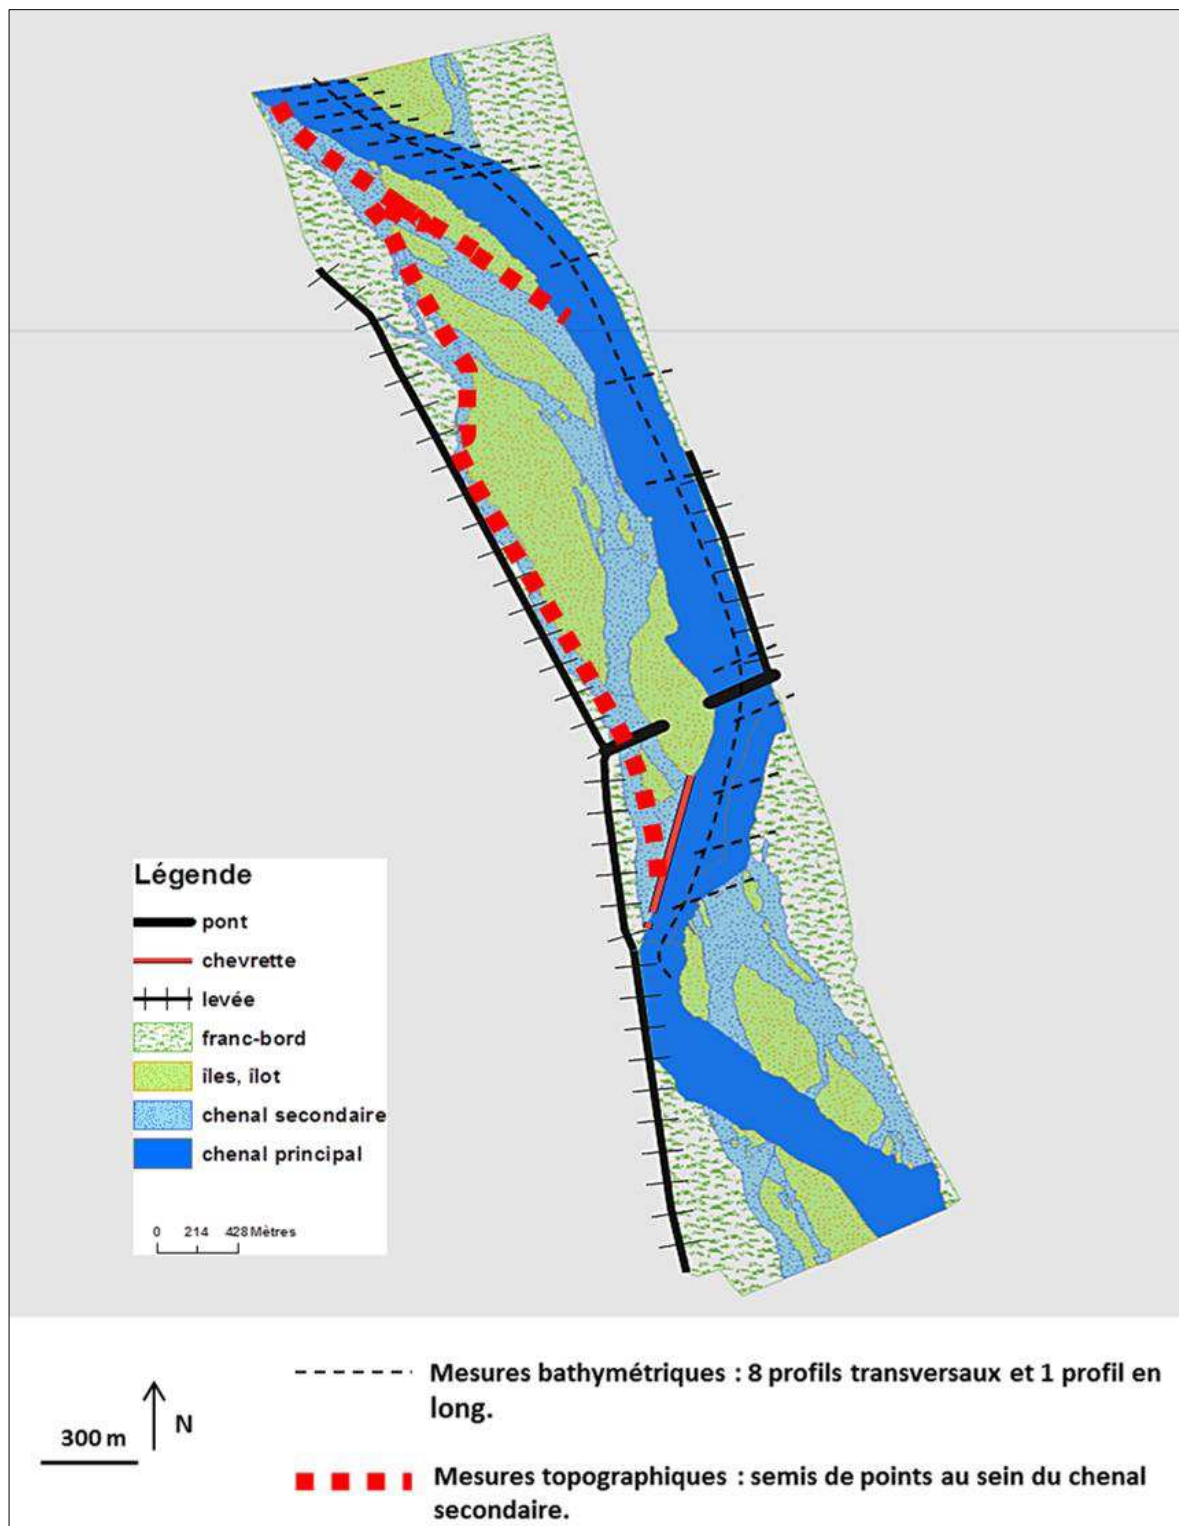 Légende
pont
chevrette
levée
franc-bord
îles, îlot
chenal secondaire
chenal principal
0 214 428 Mètres
Mesures bathymétriques : 8 profils transversaux et 1 profil en
long.
N
300 m
Mesures topographiques : semis de points au sein du chenal
secondaire.